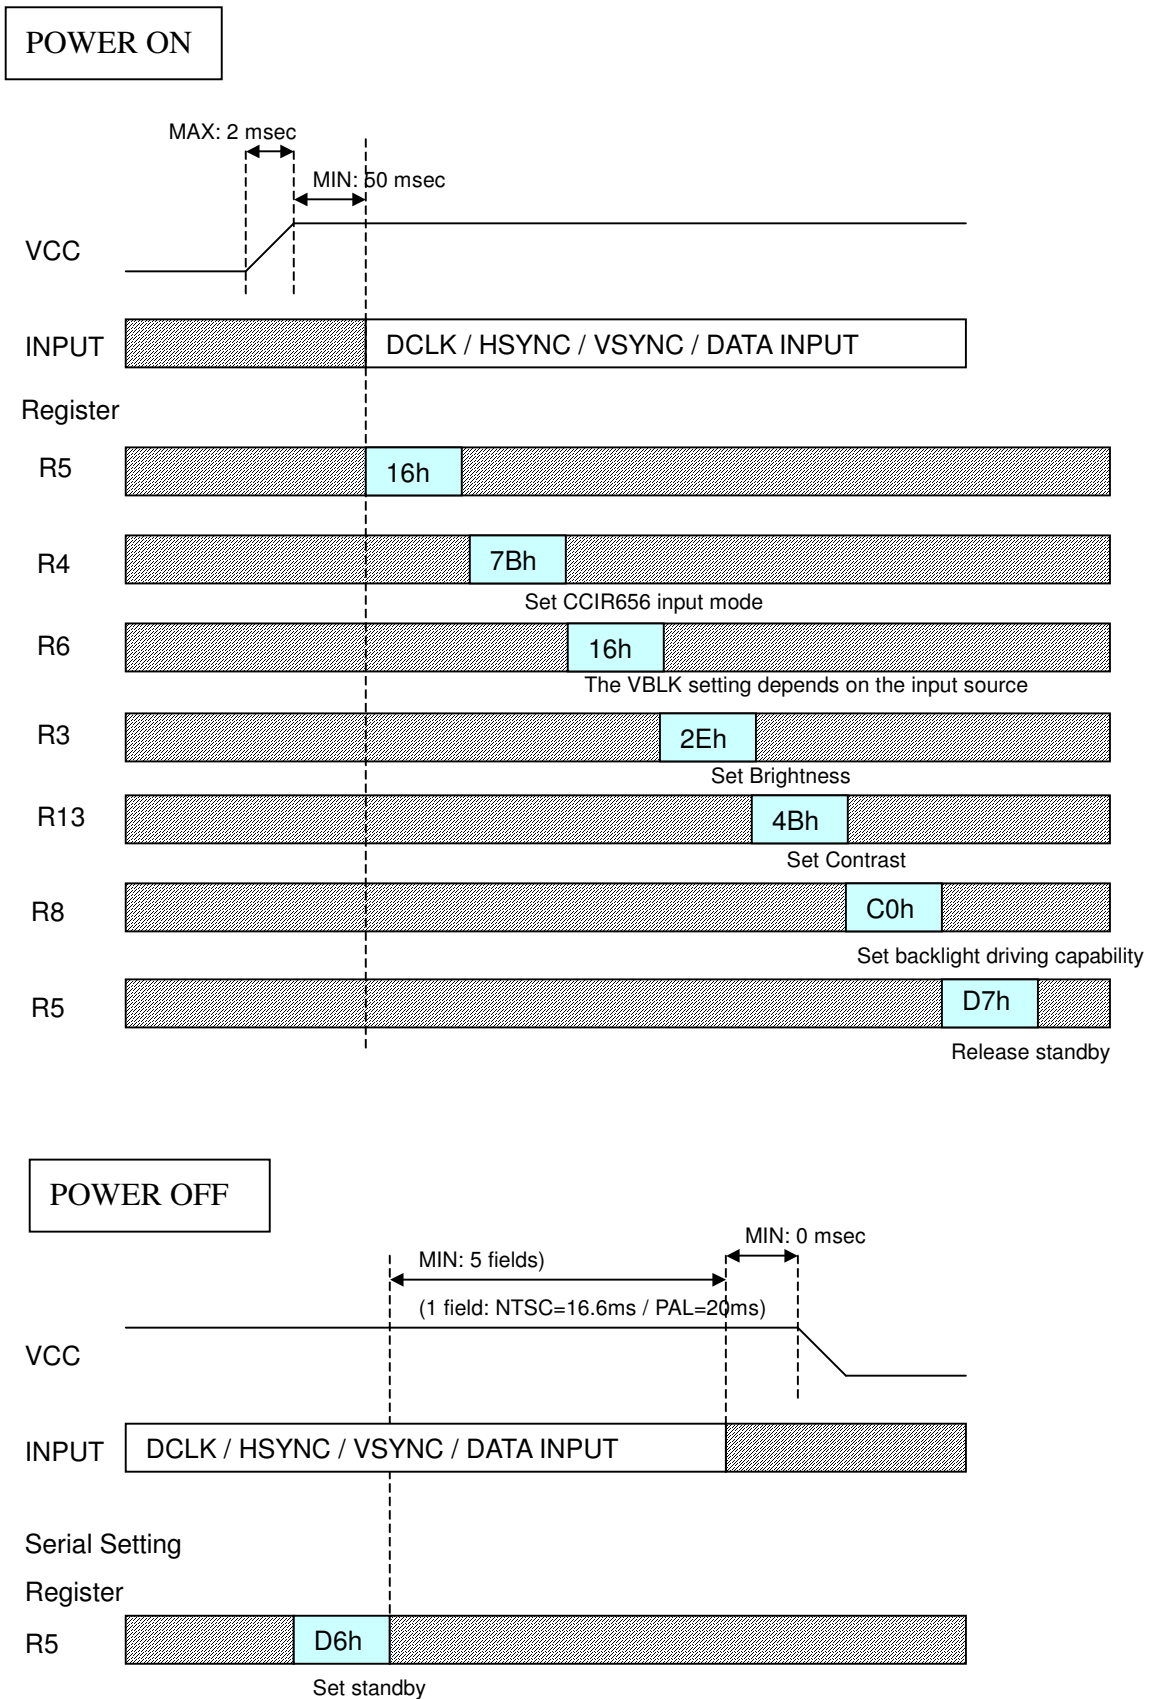 POWER ON
MAX: 2 msec
MIN: 50 msec
VCC
INPUT DCLK / HSYNC / VSYNC / DATA INPUT
Register
R5 16h
R4 7Bh
Set CCIR656 input mode
R6 16h
The VBLK setting depends on the input source
R3 2Eh
Set Brightness
R13 4Bh
Set Contrast
R8 C0h
Set backlight driving capability
R5 D7h
Release standby
POWER OFF
MIN: 0 msec
MIN: 5 fields)
(1 field: NTSC=16.6ms / PAL=20ms)
VCC
INPUT DCLK / HSYNC / VSYNC / DATA INPUT
Serial Setting
Register
R5 D6h
Set standby